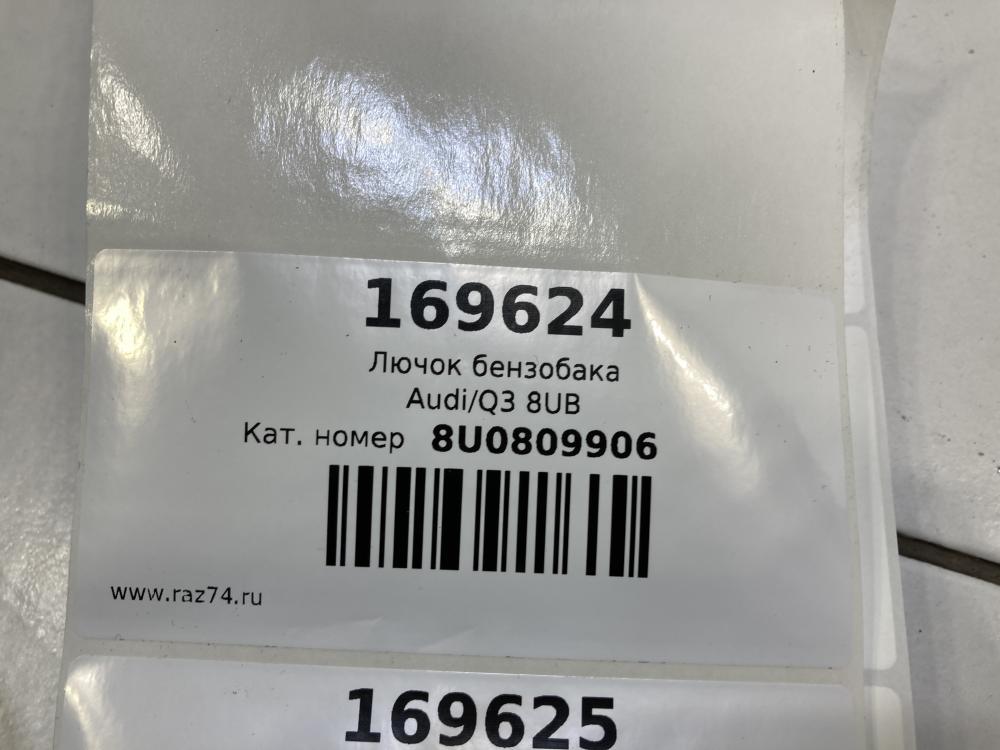 169624
Лючок бензобака
Audi/Q3 8UB
Кат. номер 8U0809906
www.raz74.ru
169625